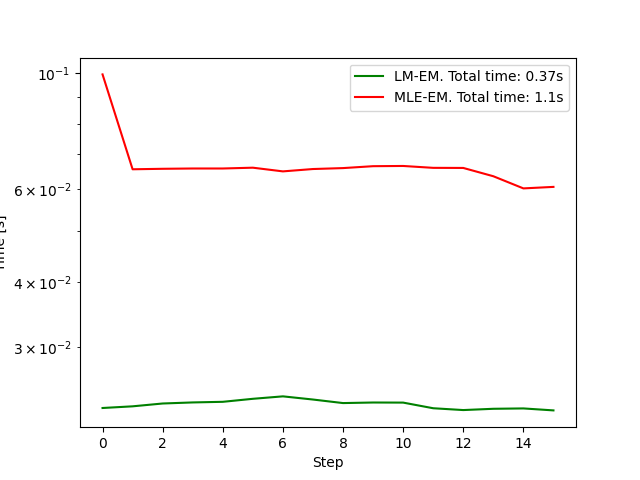 LM-EM. Total time: 0.37s
MLE-EM. Total time: 1.1s
10⁻¹
6 × 10⁻²
4 × 10⁻²
3 × 10⁻²
0 2 4 6 8 10 12 14
Step